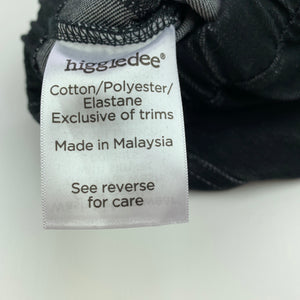 higgledee®
Cotton/Polyester/
Elastane
Exclusive of trims
Made in Malaysia
See reverse
for care